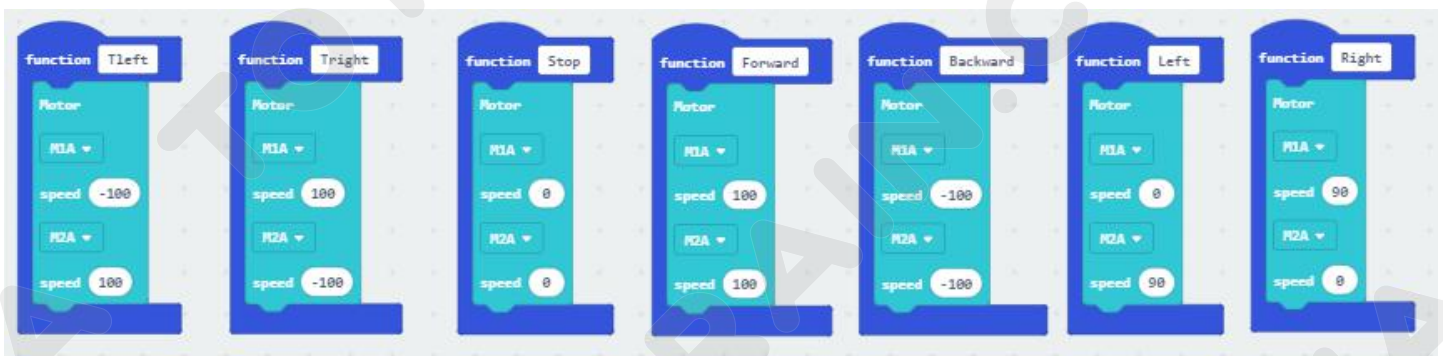 function Tleft
Motor
M1A
speed -100
M2A
speed 100
function Tright
Motor
M1A
speed 100
M2A
speed -100
function Stop
Motor
M1A
speed 0
M2A
speed 0
function Forward
Motor
M1A
speed 100
M2A
speed 100
function Backward
Motor
M1A
speed -100
M2A
speed -100
function Left
Motor
M1A
speed 0
M2A
speed 90
function Right
Motor
M1A
speed 90
M2A
speed 0